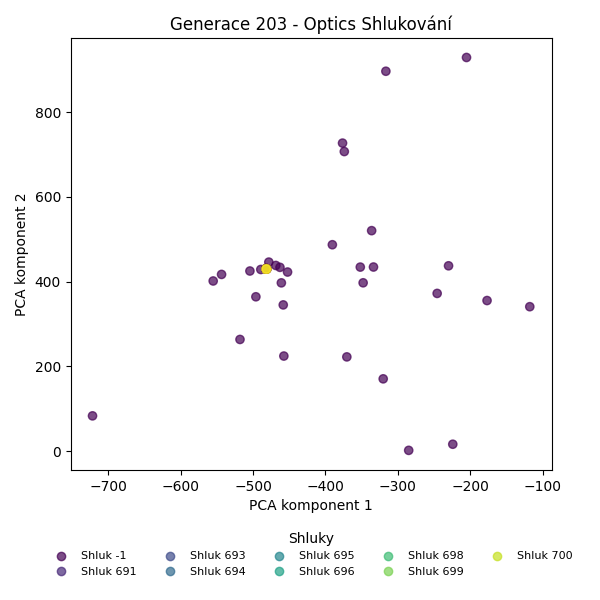 Generace 203 - Optics Shlukování
PCA komponent 2
800
600
400
200
0
−700 −600 −500 −400 −300 −200 −100
PCA komponent 1
Shluky
Shluk -1 Shluk 693 Shluk 695 Shluk 698 Shluk 700
Shluk 691 Shluk 694 Shluk 696 Shluk 699